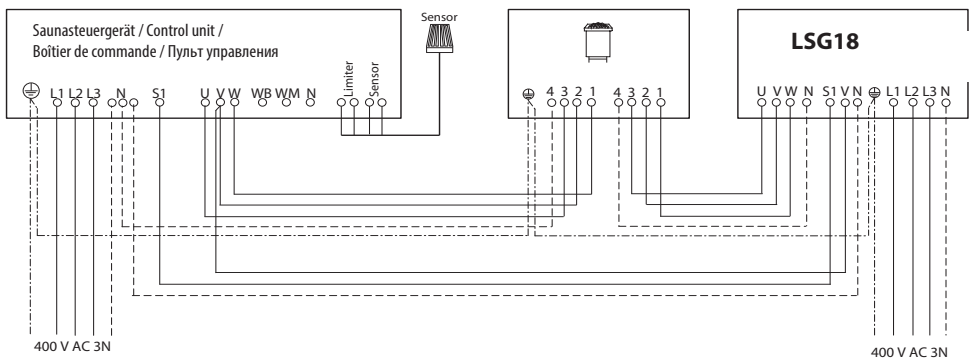 Saunasteuergerät / Control unit /
Boîtier de commande / Пульт управления
Sensor
LSG18
L1 L2 L3 N S1 U V W WB WM N Limiter Sensor
4 3 2 1 4 3 2 1
U V W N S1 V N L1 L2 L3 N
400 V AC 3N
400 V AC 3N